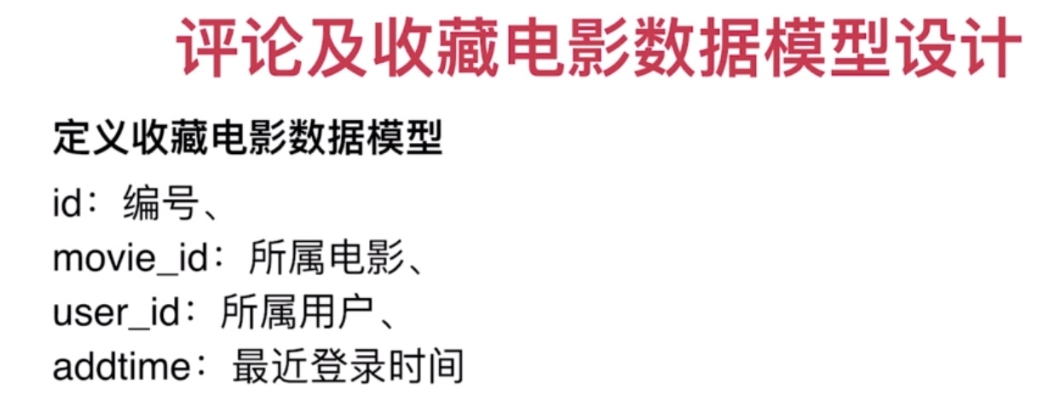 评论及收藏电影数据模型设计
定义收藏电影数据模型
id：编号、
movie_id：所属电影、
user_id：所属用户、
addtime：最近登录时间